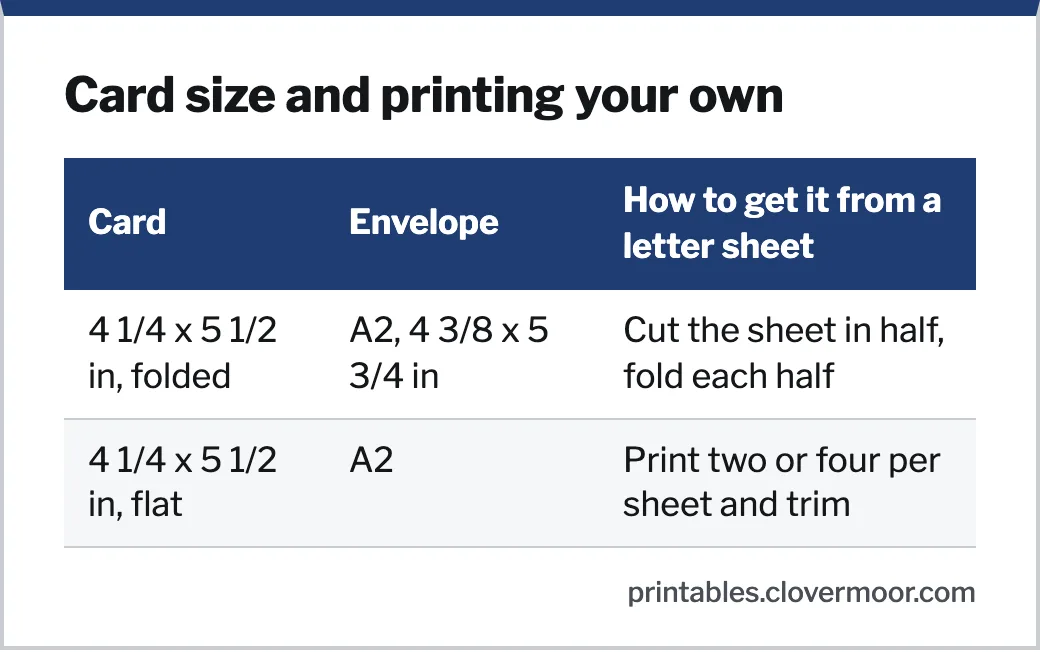 Card size and printing your own
Card
Envelope
How to get it from a
letter sheet
4 1/4 x 5 1/2
in, folded
A2, 4 3/8 x 5
3/4 in
Cut the sheet in half,
fold each half
4 1/4 x 5 1/2
in, flat
A2
Print two or four per
sheet and trim
printables.clovermoor.com